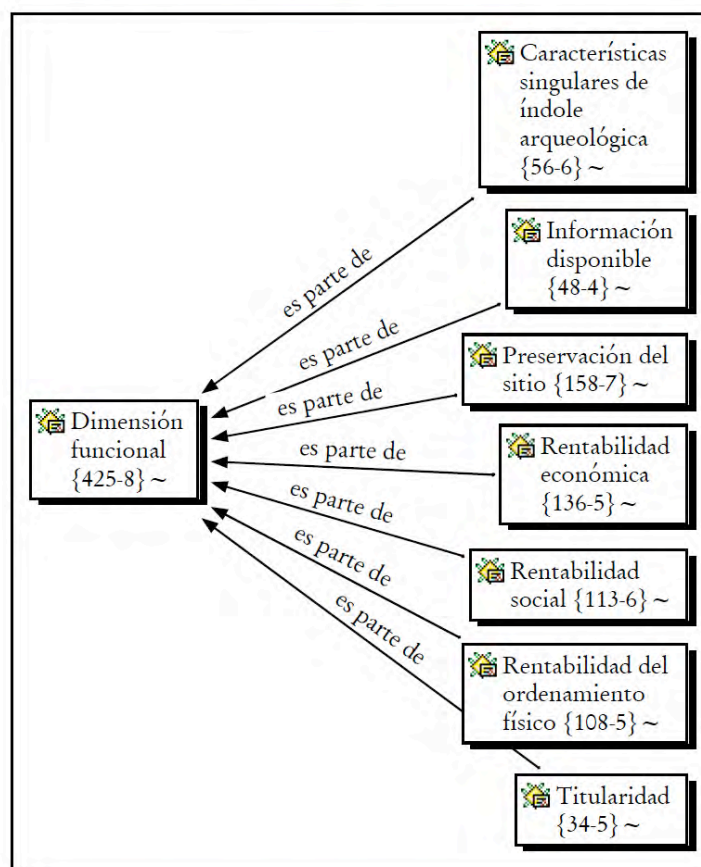 Características
singulares de
índole
arqueológica
{56-6} ~
es parte de
Información
disponible
{48-4} ~
es parte de
Preservación del
sitio {158-7} ~
es parte de
Dimensión
funcional
{425-8} ~
es parte de
Rentabilidad
económica
{136-5} ~
es parte de
Rentabilidad
social {113-6} ~
es parte de
Rentabilidad del
ordenamiento
físico {108-5} ~
es parte de
Titularidad
{34-5} ~